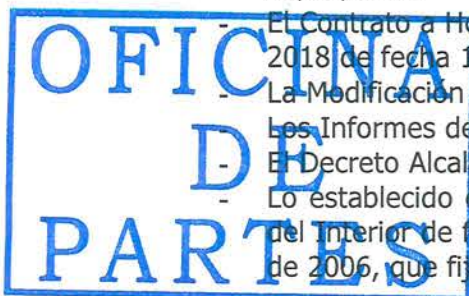 - El Contrato a Ho
2018 de fecha 1
- La Modificación
- Los Informes de
- El Decreto Alcal
- Lo establecido
del Interior de f
de 2006, que fij
OFICINA
DE
PARTES